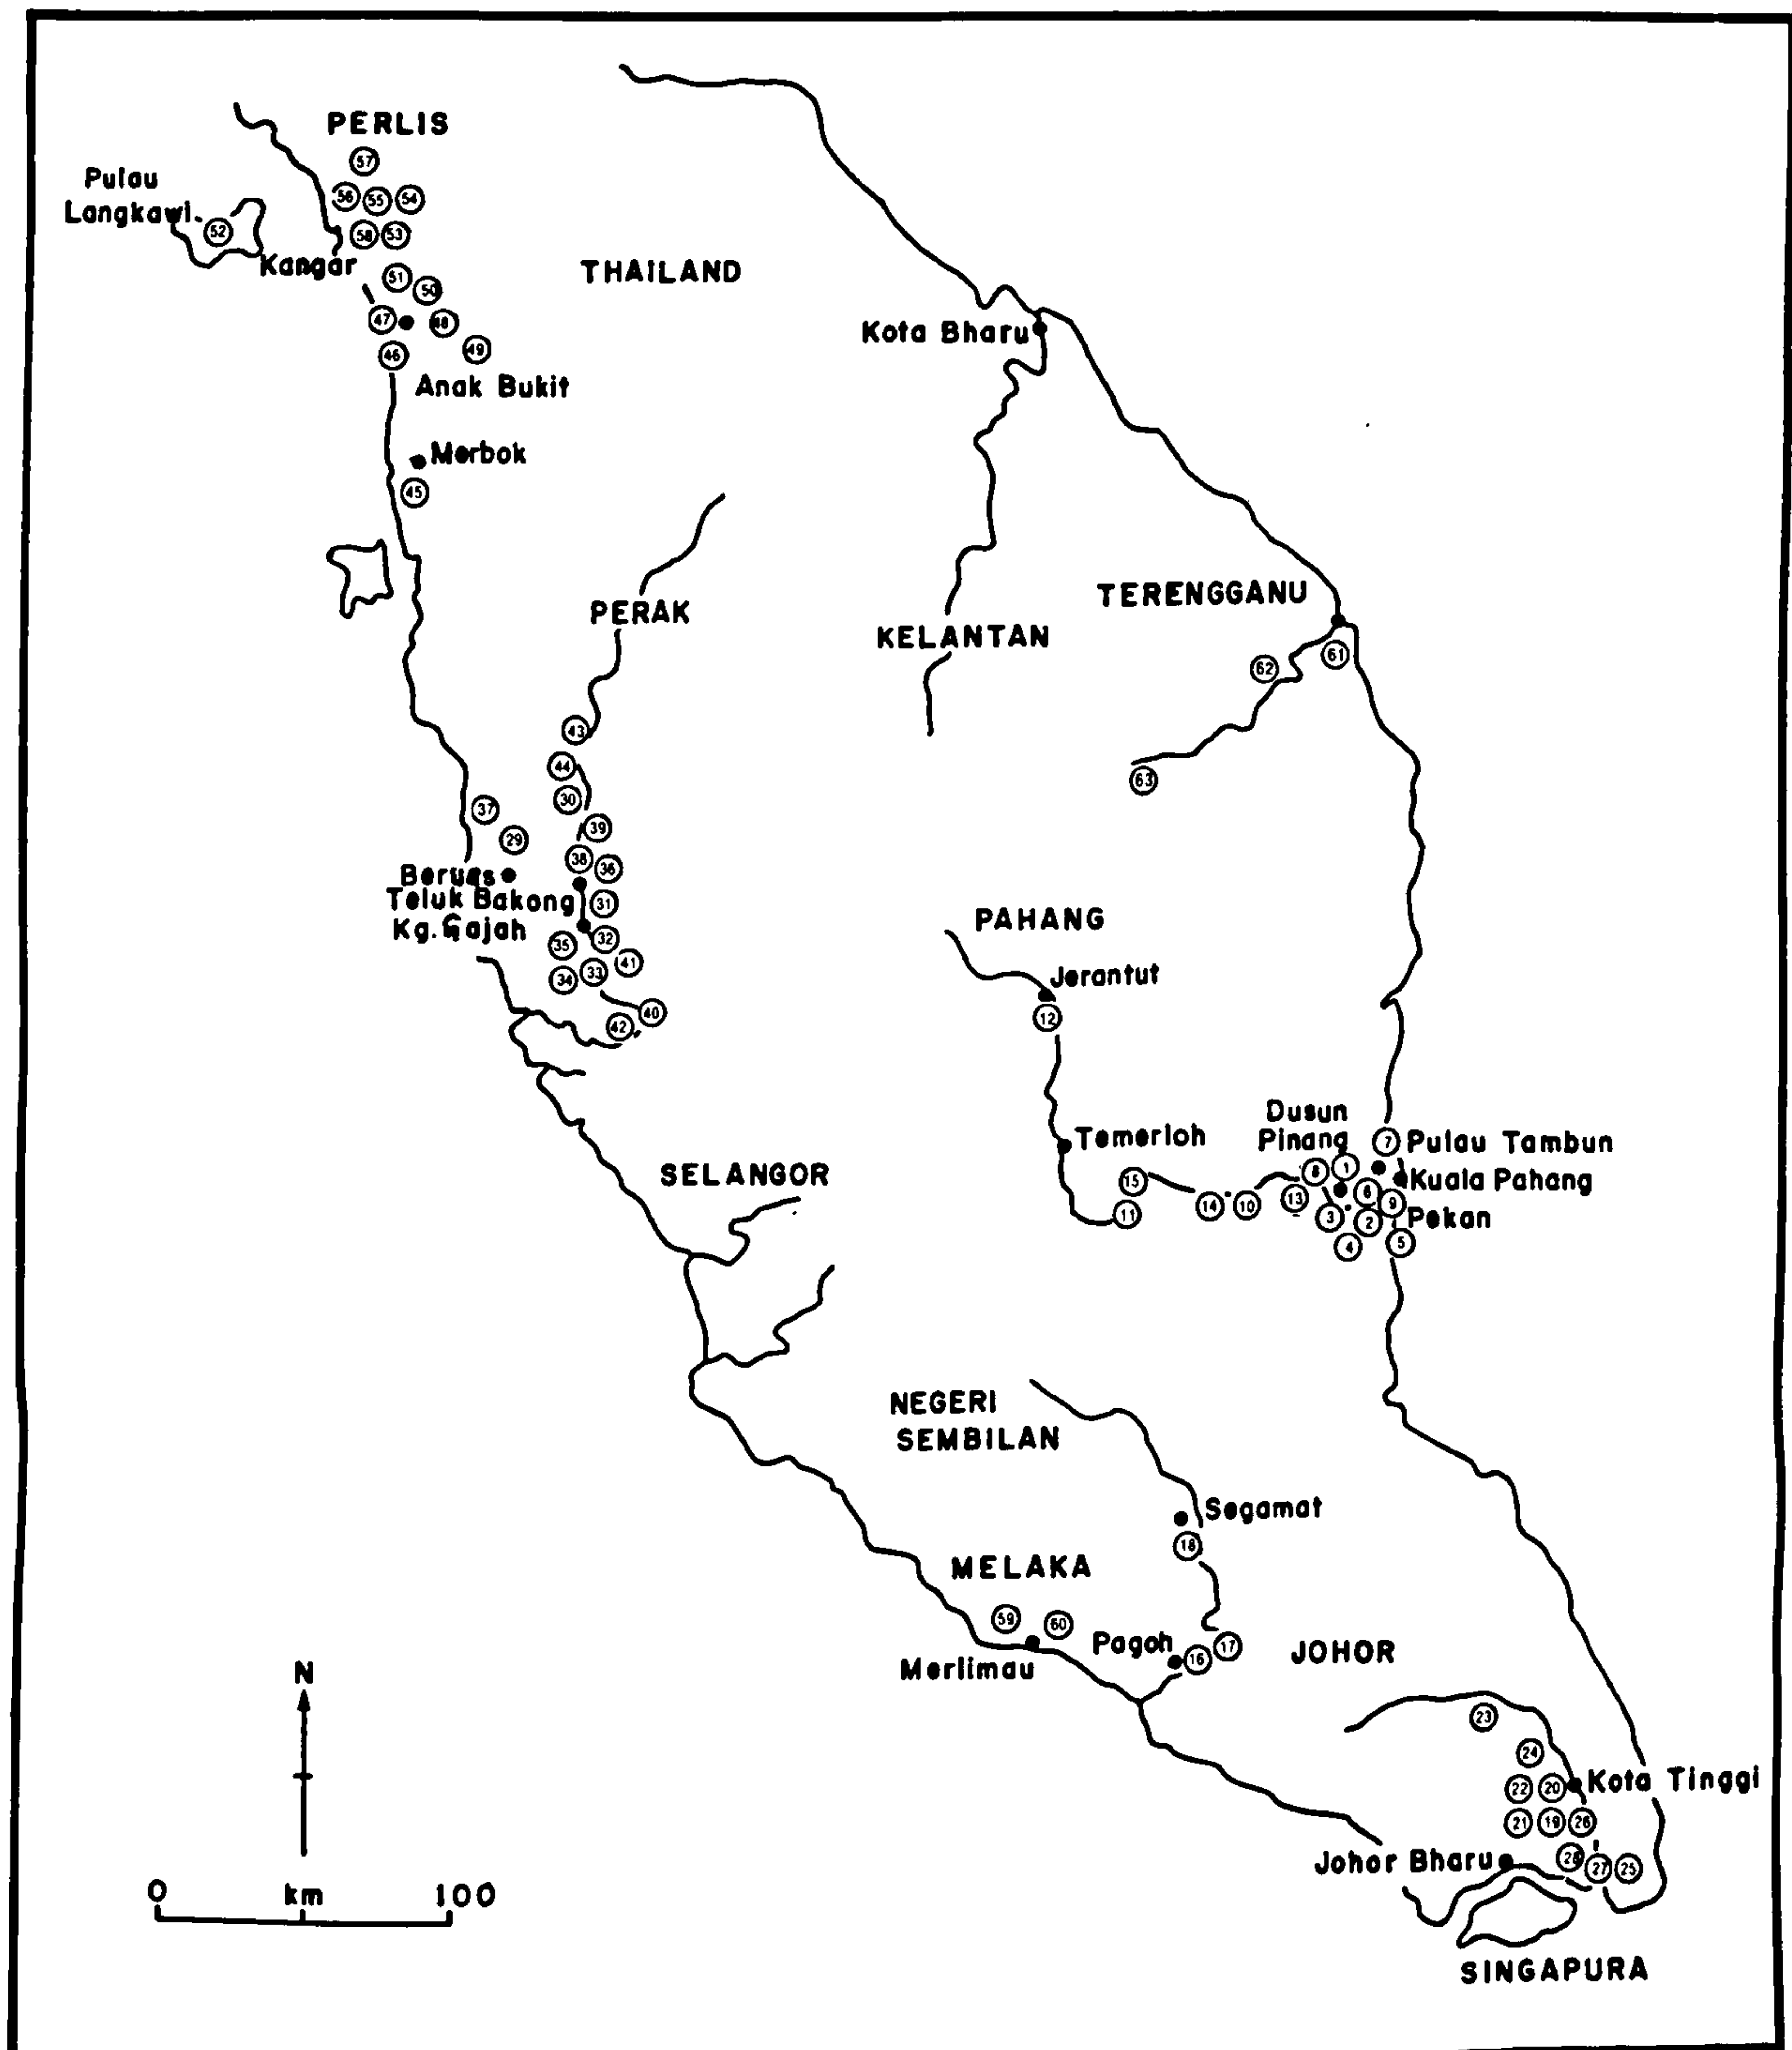 PERLIS
57
Pulau
Langkawi
56 55 54
52
58 53
Kangar
51
50
THAILAND
47 48
46 49
Kota Bharu
Anak Bukit
Merbok
45
PERAK
TERENGGANU
KELANTAN
61
62
43
44
63
30
37
39
29
38 36
Beruas
Teluk Bakong 31
Kg. Gajah
35 32
41
34 33
40
42
PAHANG
Jerantut
12
Dusun
Pinang
Temerloh
7 Pulau Tambun
8 1
Kuala Pahang
15
6
14 10 13 9
11
3 2 Pekan
4 5
SELANGOR
NEGERI
SEMBILAN
Segamat
18
MELAKA
59 60
Pagoh 16 17
Merlimau
JOHOR
N
23
24
22 20 Kota Tinggi
21 19 26
Johor Bharu 28 27 25
0 km 100
SINGAPURA